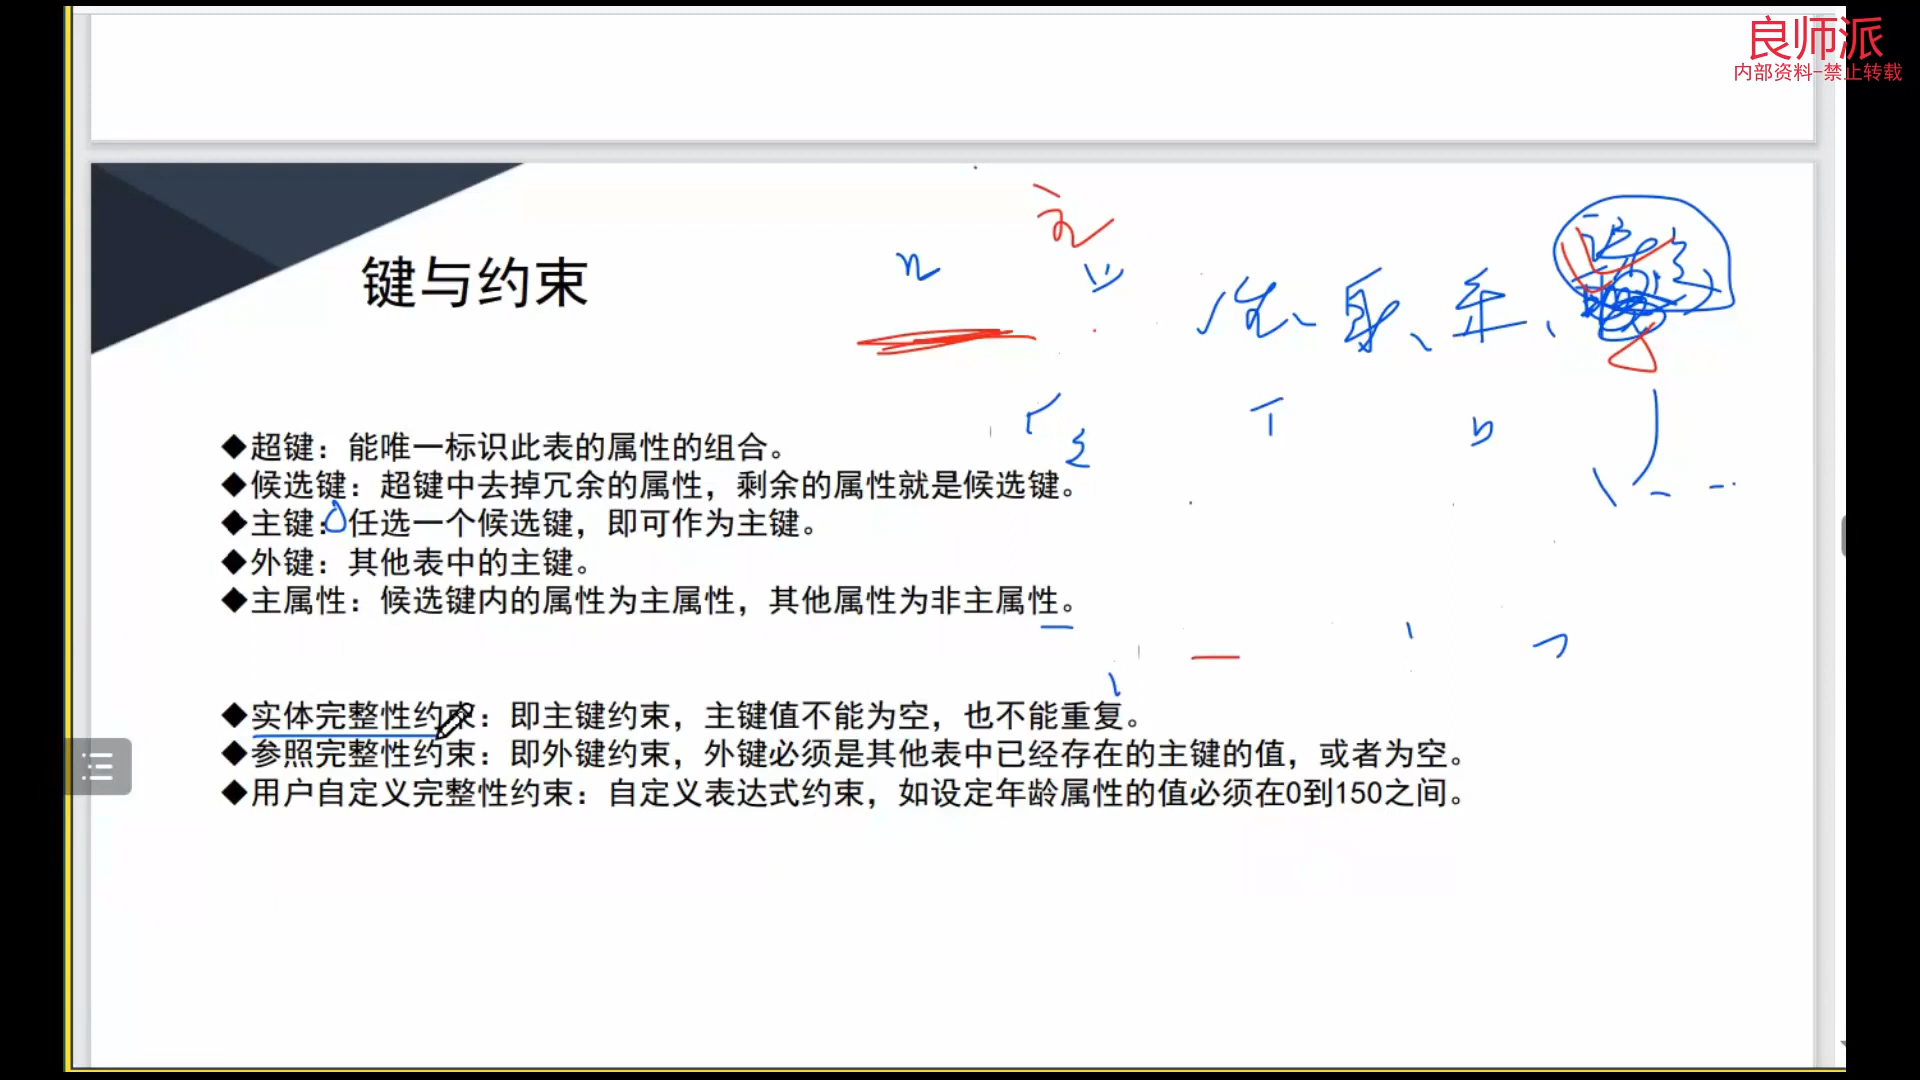 良师派
内部资料-禁止转载
键与约束
◆超键：能唯一标识此表的属性的组合。
◆候选键：超键中去掉冗余的属性，剩余的属性就是候选键。
◆主键：任选一个候选键，即可作为主键。
◆外键：其他表中的主键。
◆主属性：候选键内的属性为主属性，其他属性为非主属性。
◆实体完整性约束：即主键约束，主键值不能为空，也不能重复。
◆参照完整性约束：即外键约束，外键必须是其他表中已经存在的主键的值，或者为空。
◆用户自定义完整性约束：自定义表达式约束，如设定年龄属性的值必须在0到150之间。